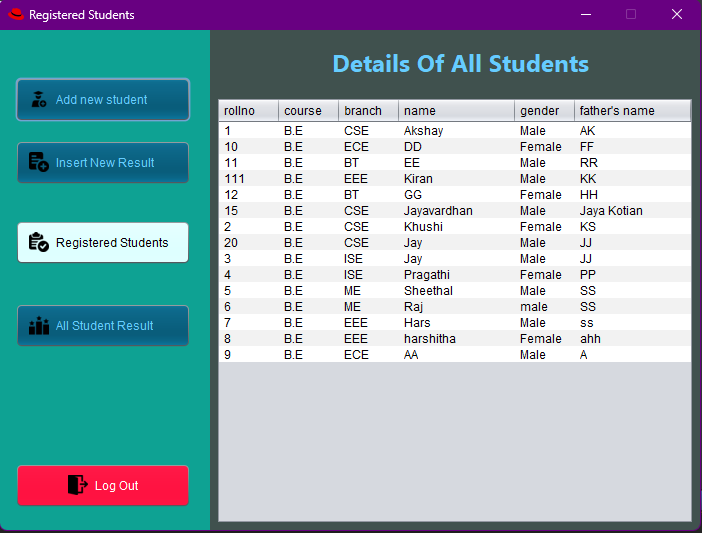 Registered Students
Add new student
Insert New Result
Registered Students
All Student Result
Log Out
Details Of All Students
rollno course branch name gender father's name
1 B.E CSE Akshay Male AK
10 B.E ECE DD Female FF
11 B.E BT EE Male RR
111 B.E EEE Kiran Male KK
12 B.E BT GG Female HH
15 B.E CSE Jayavardhan Male Jaya Kotian
2 B.E CSE Khushi Female KS
20 B.E CSE Jay Male JJ
3 B.E ISE Jay Male JJ
4 B.E ISE Pragathi Female PP
5 B.E ME Sheethal Male SS
6 B.E ME Raj male SS
7 B.E EEE Hars Male ss
8 B.E EEE harshitha Female ahh
9 B.E ECE AA Male A